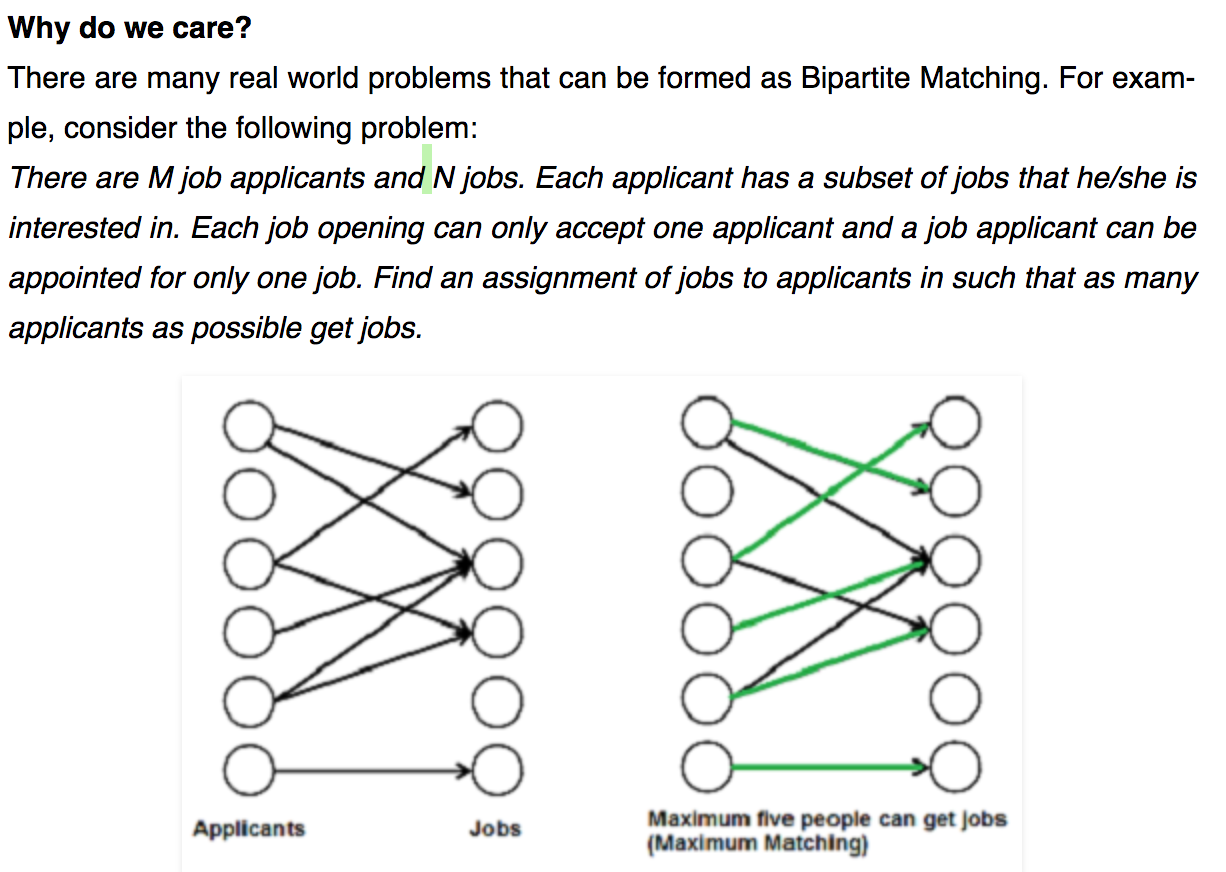 Why do we care?
There are many real world problems that can be formed as Bipartite Matching. For exam-
ple, consider the following problem:
There are M job applicants and N jobs. Each applicant has a subset of jobs that he/she is
interested in. Each job opening can only accept one applicant and a job applicant can be
appointed for only one job. Find an assignment of jobs to applicants in such that as many
applicants as possible get jobs.
Applicants
Jobs
Maximum five people can get jobs
(Maximum Matching)